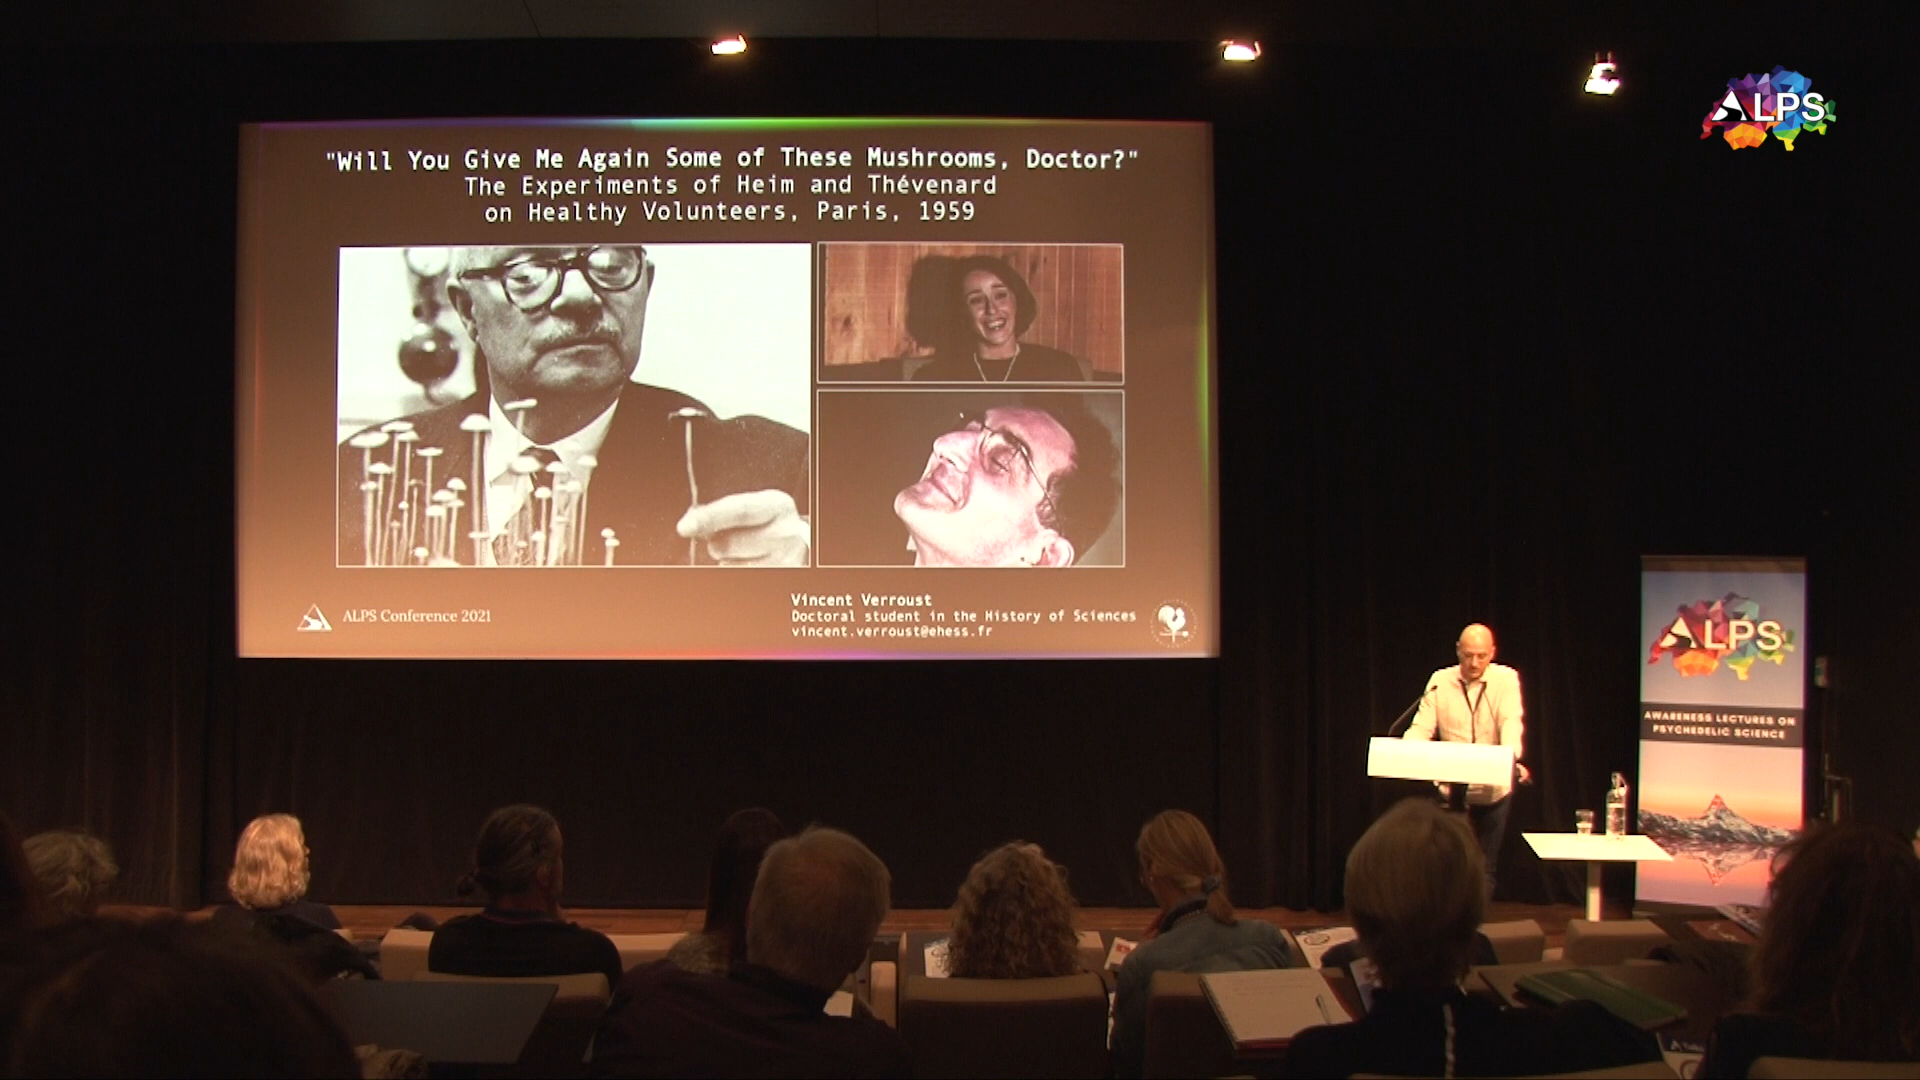 ALPS
"Will You Give Me Again Some of These Mushrooms, Doctor?"
The Experiments of Heim and Thévenard
on Healthy Volunteers, Paris, 1959
ALPS Conference 2021
Vincent Verroust
Doctoral student in the History of Sciences
vincent.verroust@ehess.fr
ALPS
AWARENESS LECTURES ON
PSYCHEDELIC SCIENCE